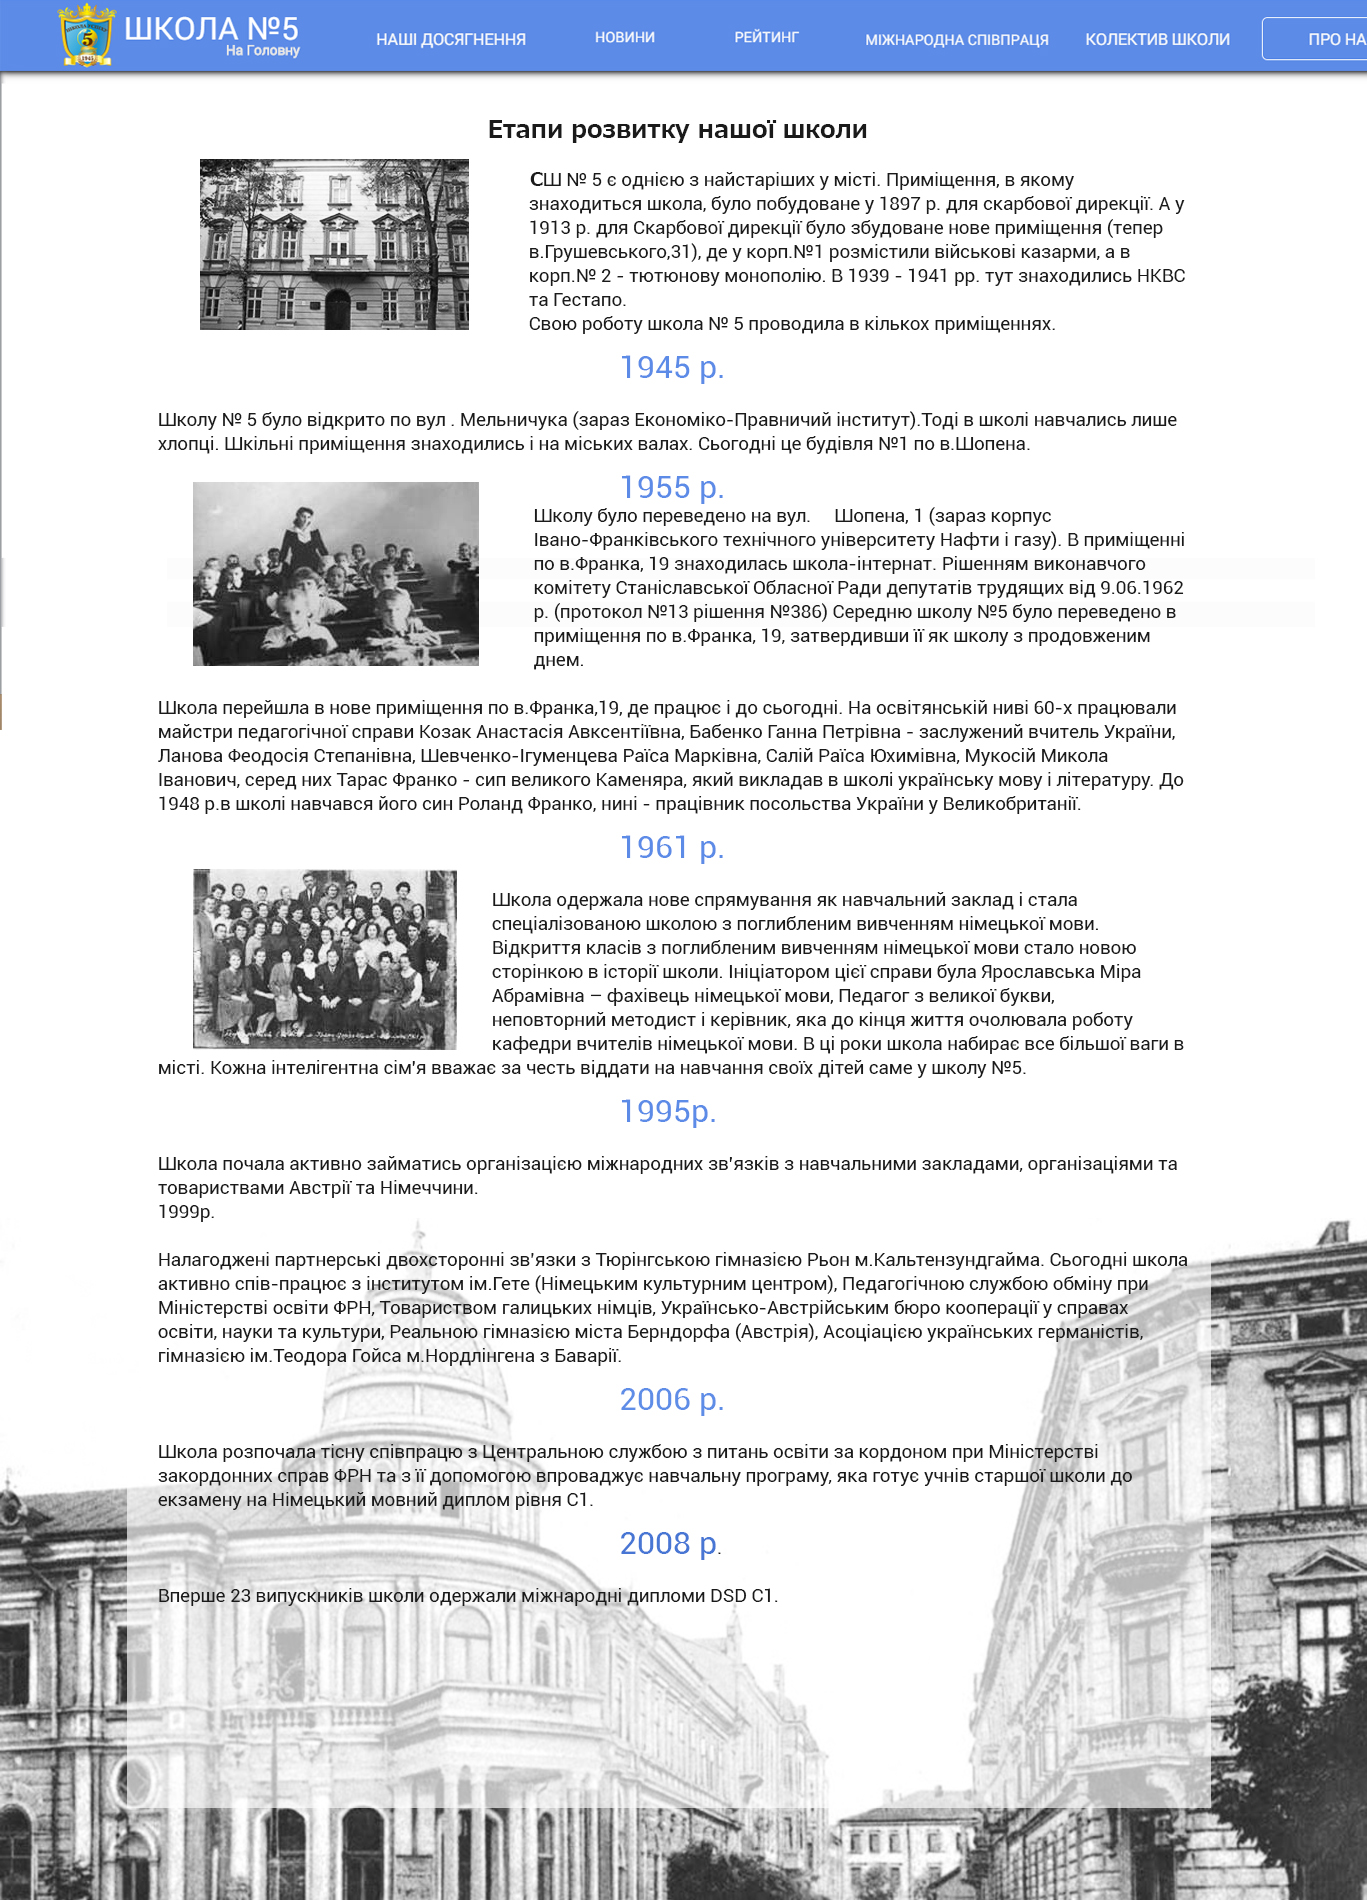 ШКОЛА №5
На Головну
НАШІ ДОСЯГНЕННЯ
НОВИНИ
РЕЙТИНГ
МІЖНАРОДНА СПІВПРАЦЯ
КОЛЕКТИВ ШКОЛИ
ПРО НА
5
1945
Етапи розвитку нашої школи
СШ № 5 є однією з найстаріших у місті. Приміщення, в якому
знаходиться школа, було побудоване у 1897 р. для скарбової дирекції. А у
1913 р. для Скарбової дирекції було збудоване нове приміщення (тепер
в.Грушевського,31), де у корп.№1 розмістили військові казарми, а в
корп.№ 2 - тютюнову монополію. В 1939 - 1941 рр. тут знаходились НКВС
та Гестапо.
Свою роботу школа № 5 проводила в кількох приміщеннях.
1945 р.
Школу № 5 було відкрито по вул . Мельничука (зараз Економіко-Правничий інститут).Тоді в школі навчались лише
хлопці. Шкільні приміщення знаходились і на міських валах. Сьогодні це будівля №1 по в.Шопена.
1955 р.
Школу було переведено на вул. Шопена, 1 (зараз корпус
Івано-Франківського технічного університету Нафти і газу). В приміщенні
по в.Франка, 19 знаходилась школа-інтернат. Рішенням виконавчого
комітету Станіславської Обласної Ради депутатів трудящих від 9.06.1962
р. (протокол №13 рішення №386) Середню школу №5 було переведено в
приміщення по в.Франка, 19, затвердивши її як школу з продовженим
днем.
Школа перейшла в нове приміщення по в.Франка,19, де працює і до сьогодні. На освітянській ниві 60-х працювали
майстри педагогічної справи Козак Анастасія Авксентіївна, Бабенко Ганна Петрівна - заслужений вчитель України,
Ланова Феодосія Степанівна, Шевченко-Ігуменцева Раїса Марківна, Салій Раїса Юхимівна, Мукосій Микола
Іванович, серед них Тарас Франко - сип великого Каменяра, який викладав в школі українську мову і літературу. До
1948 р.в школі навчався його син Роланд Франко, нині - працівник посольства України у Великобританії.
1961 р.
Школа одержала нове спрямування як навчальний заклад і стала
спеціалізованою школою з поглибленим вивченням німецької мови.
Відкриття класів з поглибленим вивченням німецької мови стало новою
сторінкою в історії школи. Ініціатором цієї справи була Ярославська Міра
Абрамівна – фахівець німецької мови, Педагог з великої букви,
неповторний методист і керівник, яка до кінця життя очолювала роботу
кафедри вчителів німецької мови. В ці роки школа набирає все більшої ваги в
місті. Кожна інтелігентна сім'я вважає за честь віддати на навчання своїх дітей саме у школу №5.
1995р.
Школа почала активно займатись організацією міжнародних зв'язків з навчальними закладами, організаціями та
товариствами Австрії та Німеччини.
1999р.
Налагоджені партнерські двохсторонні зв'язки з Тюрінгською гімназією Рьон м.Кальтензундгайма. Сьогодні школа
активно спів-працює з інститутом ім.Гете (Німецьким культурним центром), Педагогічною службою обміну при
Міністерстві освіти ФРН, Товариством галицьких німців, Українсько-Австрійським бюро кооперації у справах
освіти, науки та культури, Реальною гімназією міста Берндорфа (Австрія), Асоціацією українських германістів,
гімназією ім.Теодора Гойса м.Нордлінгена з Баварії.
2006 р.
Школа розпочала тісну співпрацю з Центральною службою з питань освіти за кордоном при Міністерстві
закордонних справ ФРН та з її допомогою впроваджує навчальну програму, яка готує учнів старшої школи до
екзамену на Німецький мовний диплом рівня С1.
2008 р.
Вперше 23 випускників школи одержали міжнародні дипломи DSD C1.